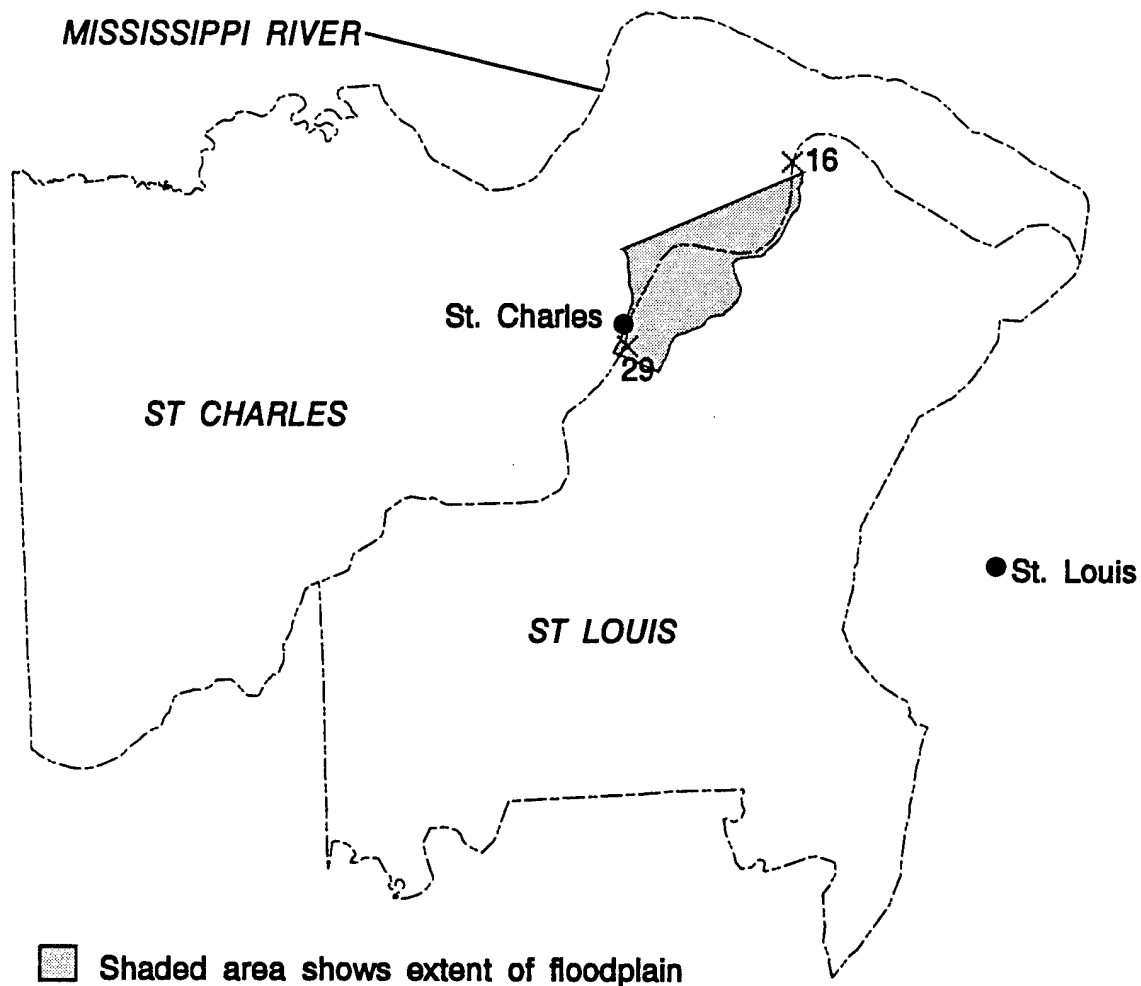 MISSISSIPPI RIVER
16
St. Charles
29
ST CHARLES
St. Louis
ST LOUIS
Shaded area shows extent of floodplain